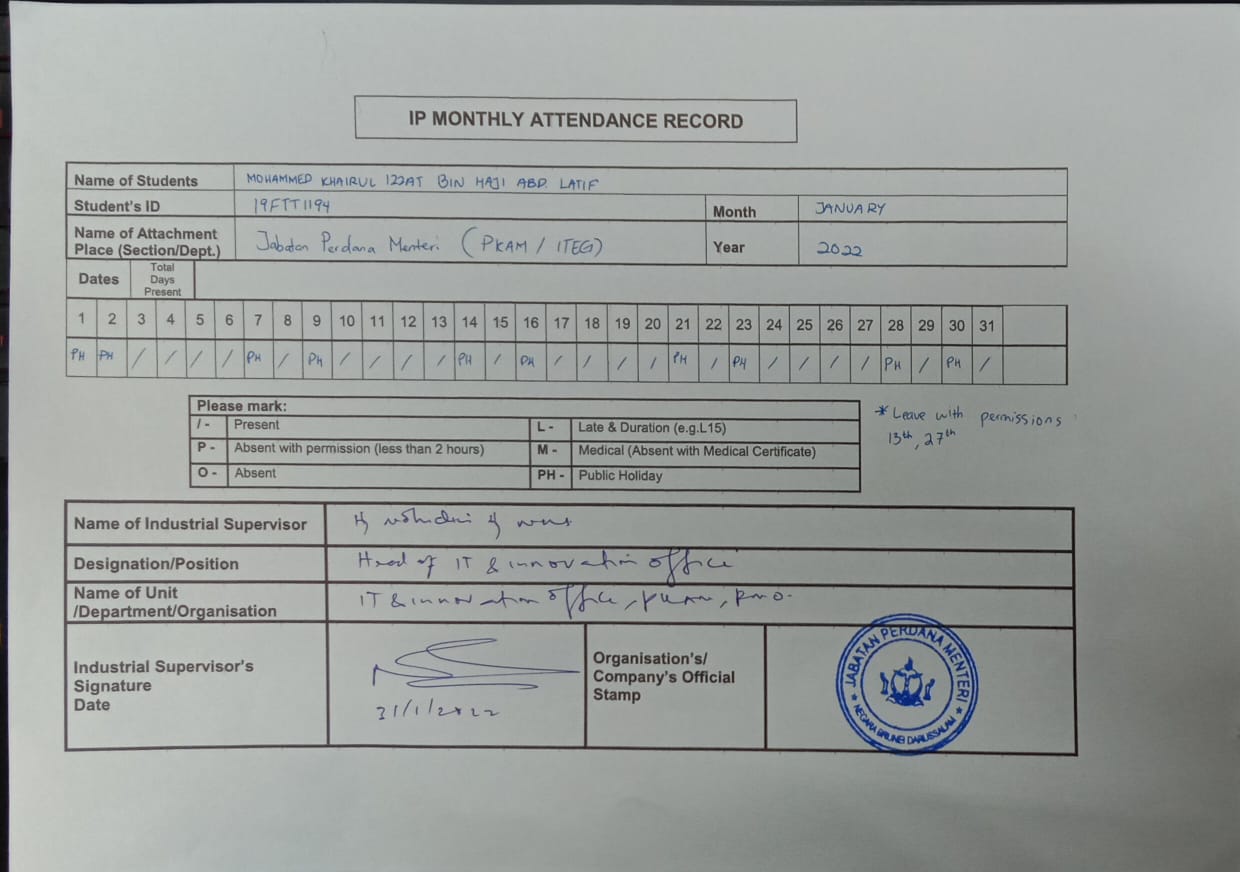 IP MONTHLY ATTENDANCE RECORD
Name of Students MOHAMMED KHAIRUL IZZAT BIN HAJI ABD. LATIF
Student's ID 19FTT1194 Month JANUARY
Name of Attachment Place (Section/Dept.) Jabatan Perdana Menteri (PKAM / ITEG) Year 2022
Dates Total Days Present
1 2 3 4 5 6 7 8 9 10 11 12 13 14 15 16 17 18 19 20 21 22 23 24 25 26 27 28 29 30 31
PH PH / / / / PH / PH / / / / PH / PH / / / / PH / PH / / / / PH / PH /
Please mark:
/ - Present L - Late & Duration (e.g.L15)
P - Absent with permission (less than 2 hours) M - Medical (Absent with Medical Certificate)
O - Absent PH - Public Holiday
* Leave with permissions
13th, 27th
Name of Industrial Supervisor
Designation/Position Head of IT & innovation office
Name of Unit /Department/Organisation IT & innovation office, PKAM, PMO.
Industrial Supervisor's
Signature
Date 31/1/2022
Organisation's/
Company's Official
Stamp
JABATAN PERDANA MENTERI
NEGARA BRUNEI DARUSSALAM